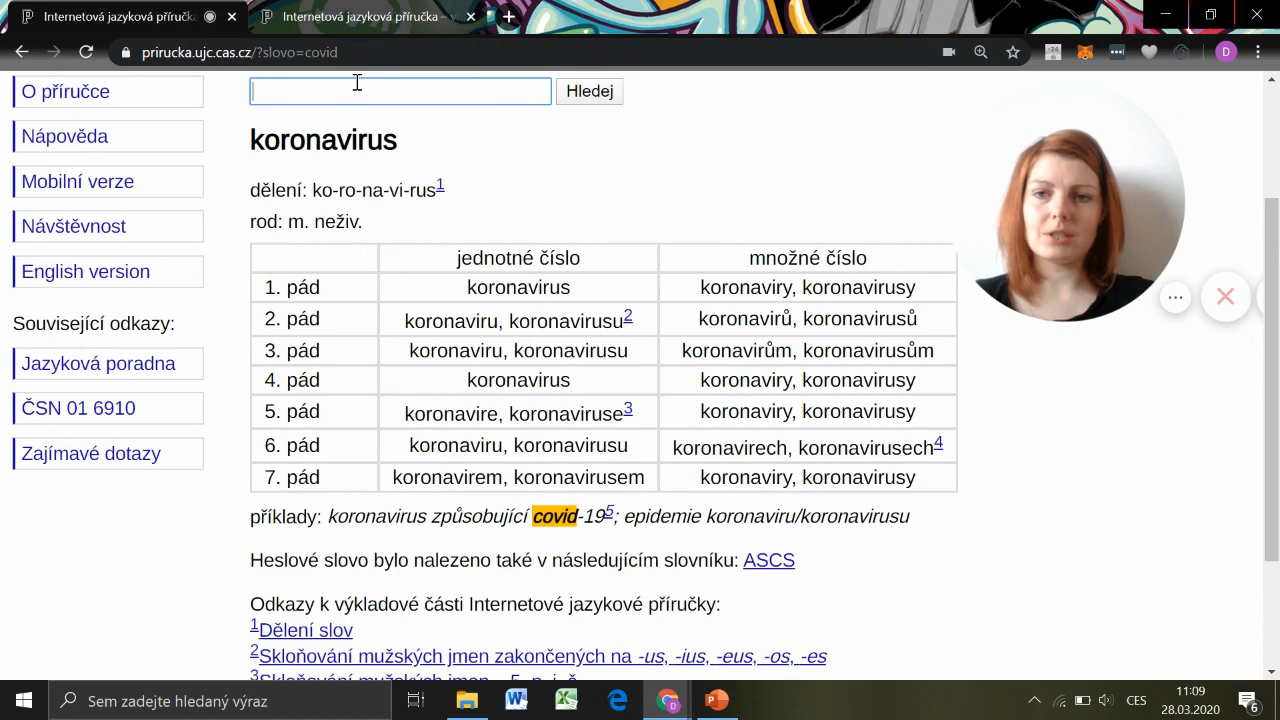 Internetová jazyková příručka
Internetová jazyková příručka – v
prirucka.ujc.cas.cz/?slovo=covid
-24
D
O příručce
Nápověda
Mobilní verze
Návštěvnost
English version
Související odkazy:
Jazyková poradna
ČSN 01 6910
Zajímavé dotazy
Hledej
koronavirus
dělení: ko-ro-na-vi-rus1
rod: m. neživ.
jednotné číslo množné číslo
1. pád koronavirus koronaviry, koronavirusy
2. pád koronaviru, koronavirusu2 koronavirů, koronavirusů
3. pád koronaviru, koronavirusu koronavirům, koronavirusům
4. pád koronavirus koronaviry, koronavirusy
5. pád koronavire, koronaviruse3 koronaviry, koronavirusy
6. pád koronaviru, koronavirusu koronavirech, koronavirusech4
7. pád koronavirem, koronavirusem koronaviry, koronavirusy
příklady: koronavirus způsobující covid-195; epidemie koronaviru/koronavirusu
Heslové slovo bylo nalezeno také v následujícím slovníku: ASCS
Odkazy k výkladové části Internetové jazykové příručky:
1Dělení slov
2Skloňování mužských jmen zakončených na -us, -ius, -eus, -os, -es
Sem zadejte hledaný výraz
CES
11:09
28.03.2020
6